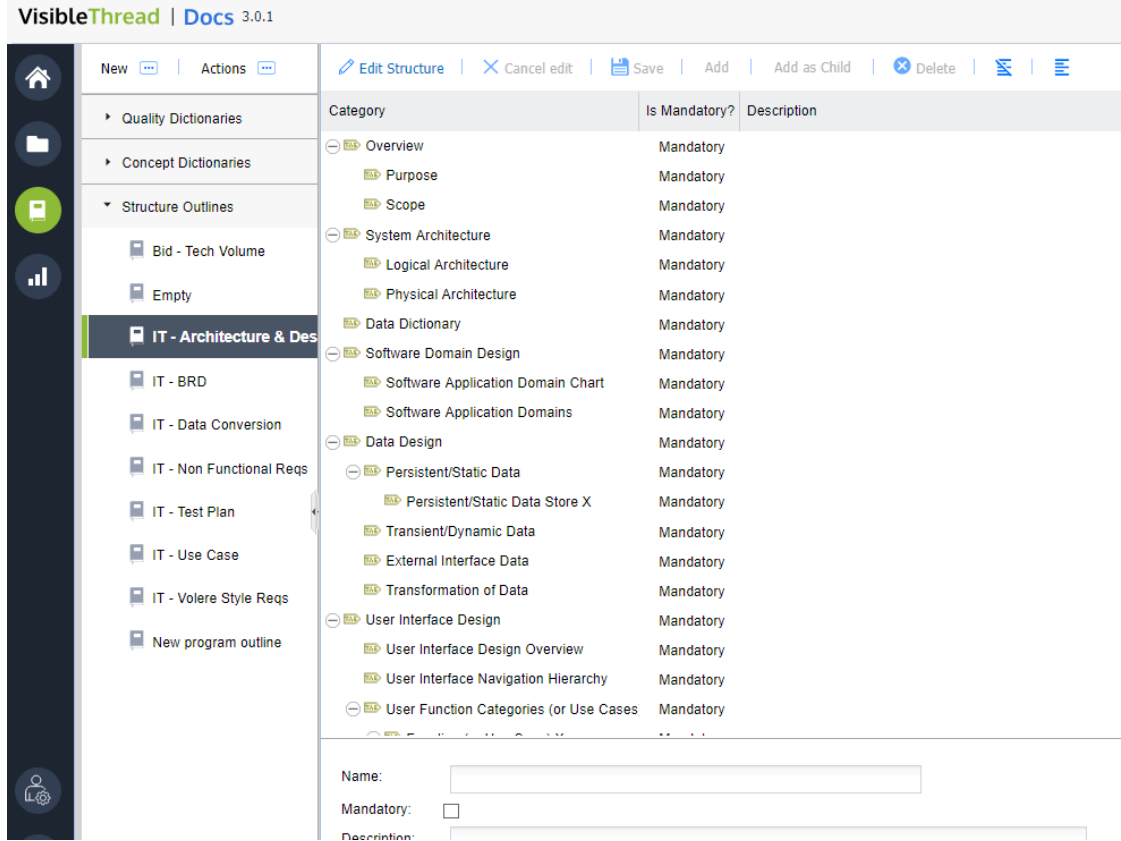 VisibleThread | Docs 3.0.1
New
Actions
Edit Structure
Cancel edit
Save
Add
Add as Child
Delete
Quality Dictionaries
Concept Dictionaries
Structure Outlines
Bid - Tech Volume
Empty
IT - Architecture & Des
IT - BRD
IT - Data Conversion
IT - Non Functional Reqs
IT - Test Plan
IT - Use Case
IT - Volere Style Reqs
New program outline
Category Is Mandatory? Description
Overview Mandatory
Purpose Mandatory
Scope Mandatory
System Architecture Mandatory
Logical Architecture Mandatory
Physical Architecture Mandatory
Data Dictionary Mandatory
Software Domain Design Mandatory
Software Application Domain Chart Mandatory
Software Application Domains Mandatory
Data Design Mandatory
Persistent/Static Data Mandatory
Persistent/Static Data Store X Mandatory
Transient/Dynamic Data Mandatory
External Interface Data Mandatory
Transformation of Data Mandatory
User Interface Design Mandatory
User Interface Design Overview Mandatory
User Interface Navigation Hierarchy Mandatory
User Function Categories (or Use Cases Mandatory
Name:
Mandatory:
Description: